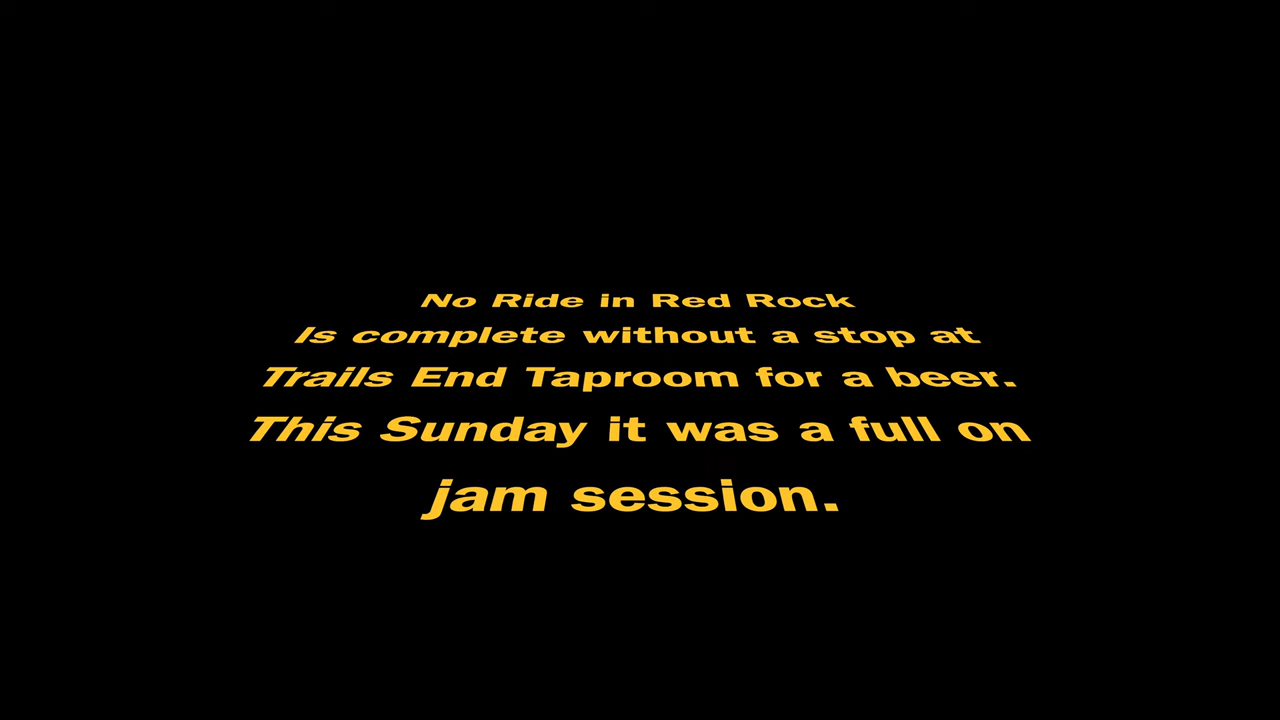 No Ride in Red Rock
Is complete without a stop at
Trails End Taproom for a beer.
This Sunday it was a full on
jam session.